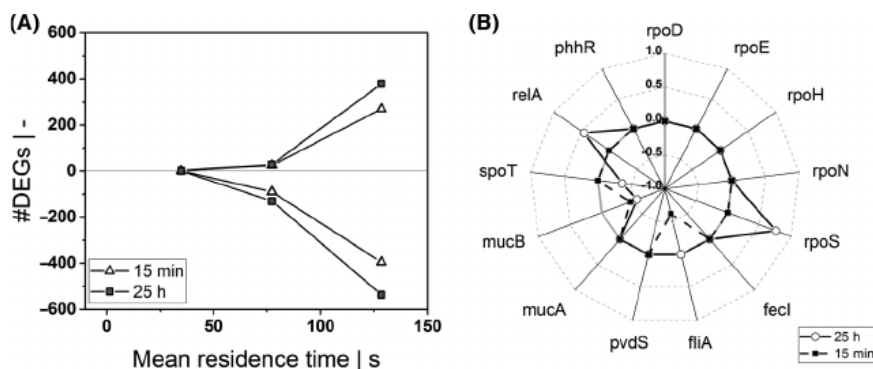 (A)
600
400
200
0
−200
−400
−600
#DEGs | -
15 min
25 h
0 50 100 150
Mean residence time | s
(B)
rpoD
rpoE
rpoH
rpoN
rpoS
fecI
fliA
pvdS
mucA
mucB
spoT
relA
phhR
1.0
0.5
0.0
-0.5
-1.0
25 h
15 min